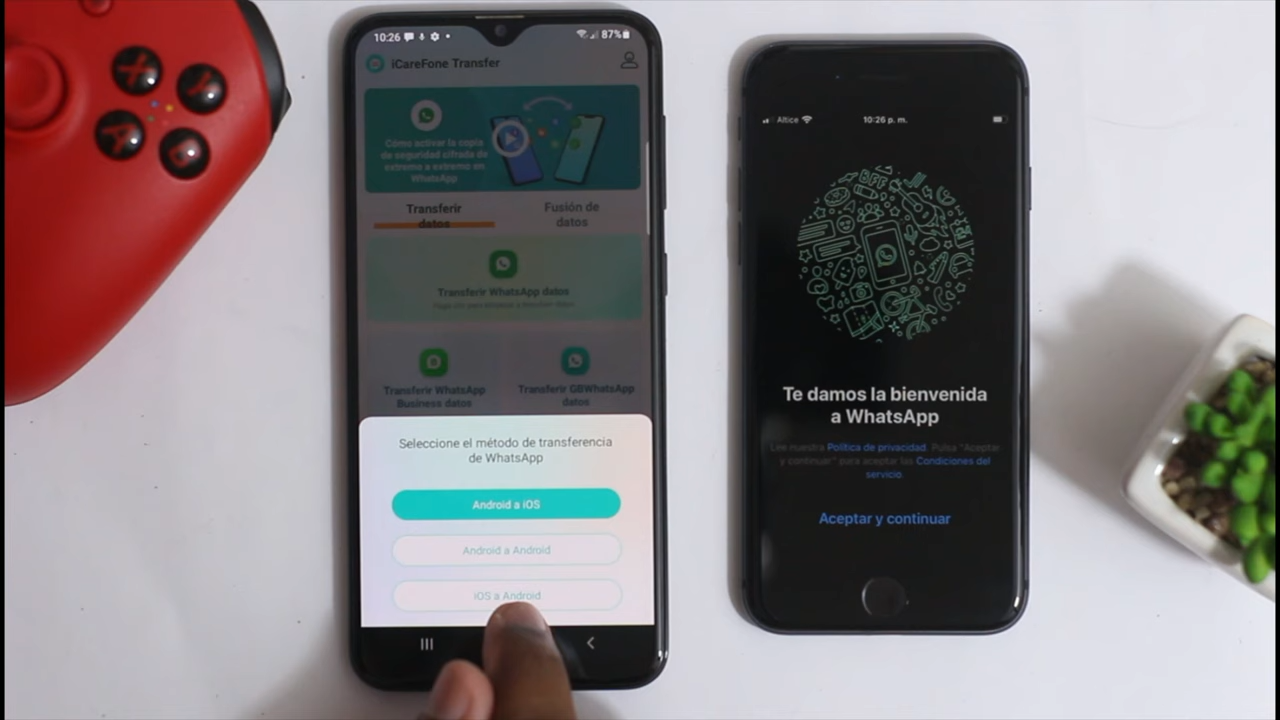 10:26
87%
iCareFone Transfer
Cómo activar la copia
de seguridad cifrada de
extremo a extremo en
WhatsApp
Transferir
datos
Fusión de
datos
Transferir WhatsApp datos
Transferir WhatsApp
Business datos
Transferir GBWhatsApp
datos
Seleccione el método de transferencia
de WhatsApp
Android a iOS
Android a Android
iOS a Android
Altice
10:26 p. m.
BFF
Te damos la bienvenida
a WhatsApp
Lee nuestra Política de privacidad. Pulsa "Aceptar
y continuar" para aceptar las Condiciones del
servicio.
Aceptar y continuar
X
Y
A
B